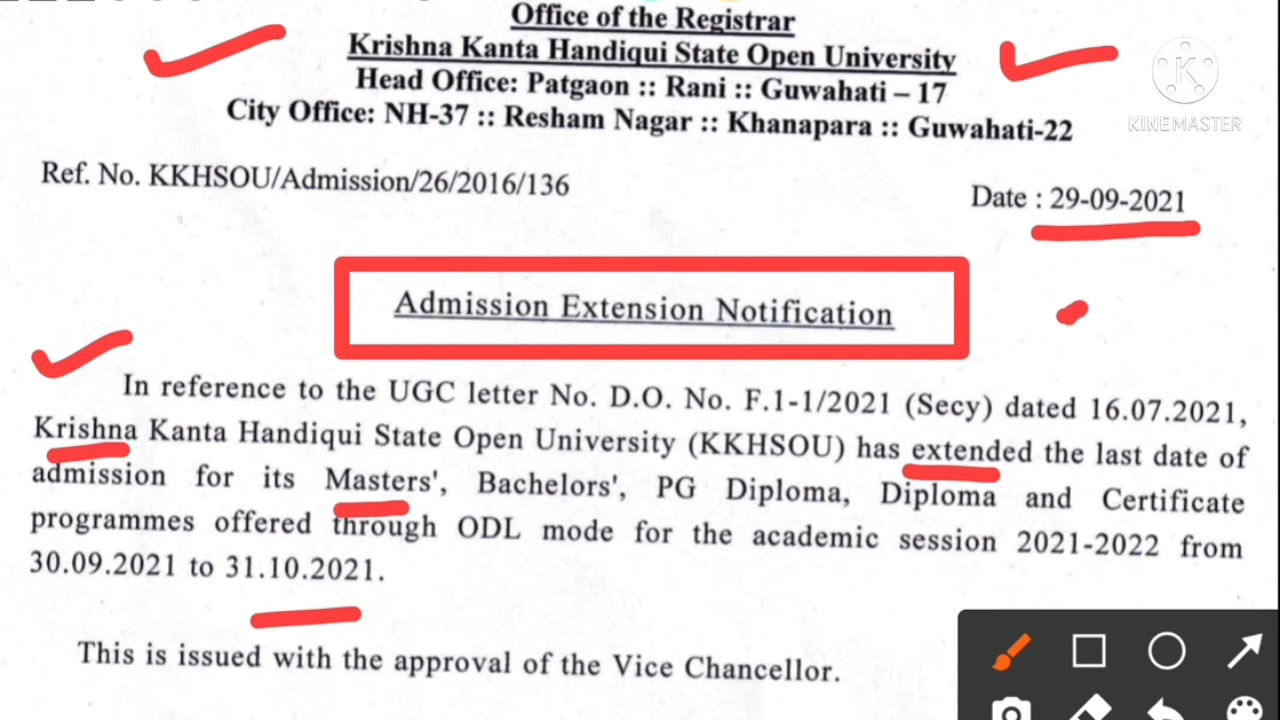 Office of the Registrar
Krishna Kanta Handiqui State Open University
Head Office: Patgaon :: Rani :: Guwahati – 17
City Office: NH-37 :: Resham Nagar :: Khanapara :: Guwahati-22
K
KINEMASTER
Ref. No. KKHSOU/Admission/26/2016/136
Date : 29-09-2021
Admission Extension Notification
In reference to the UGC letter No. D.O. No. F.1-1/2021 (Secy) dated 16.07.2021,
Krishna Kanta Handiqui State Open University (KKHSOU) has extended the last date of
admission for its Masters', Bachelors', PG Diploma, Diploma and Certificate
programmes offered through ODL mode for the academic session 2021-2022 from
30.09.2021 to 31.10.2021.
This is issued with the approval of the Vice Chancellor.